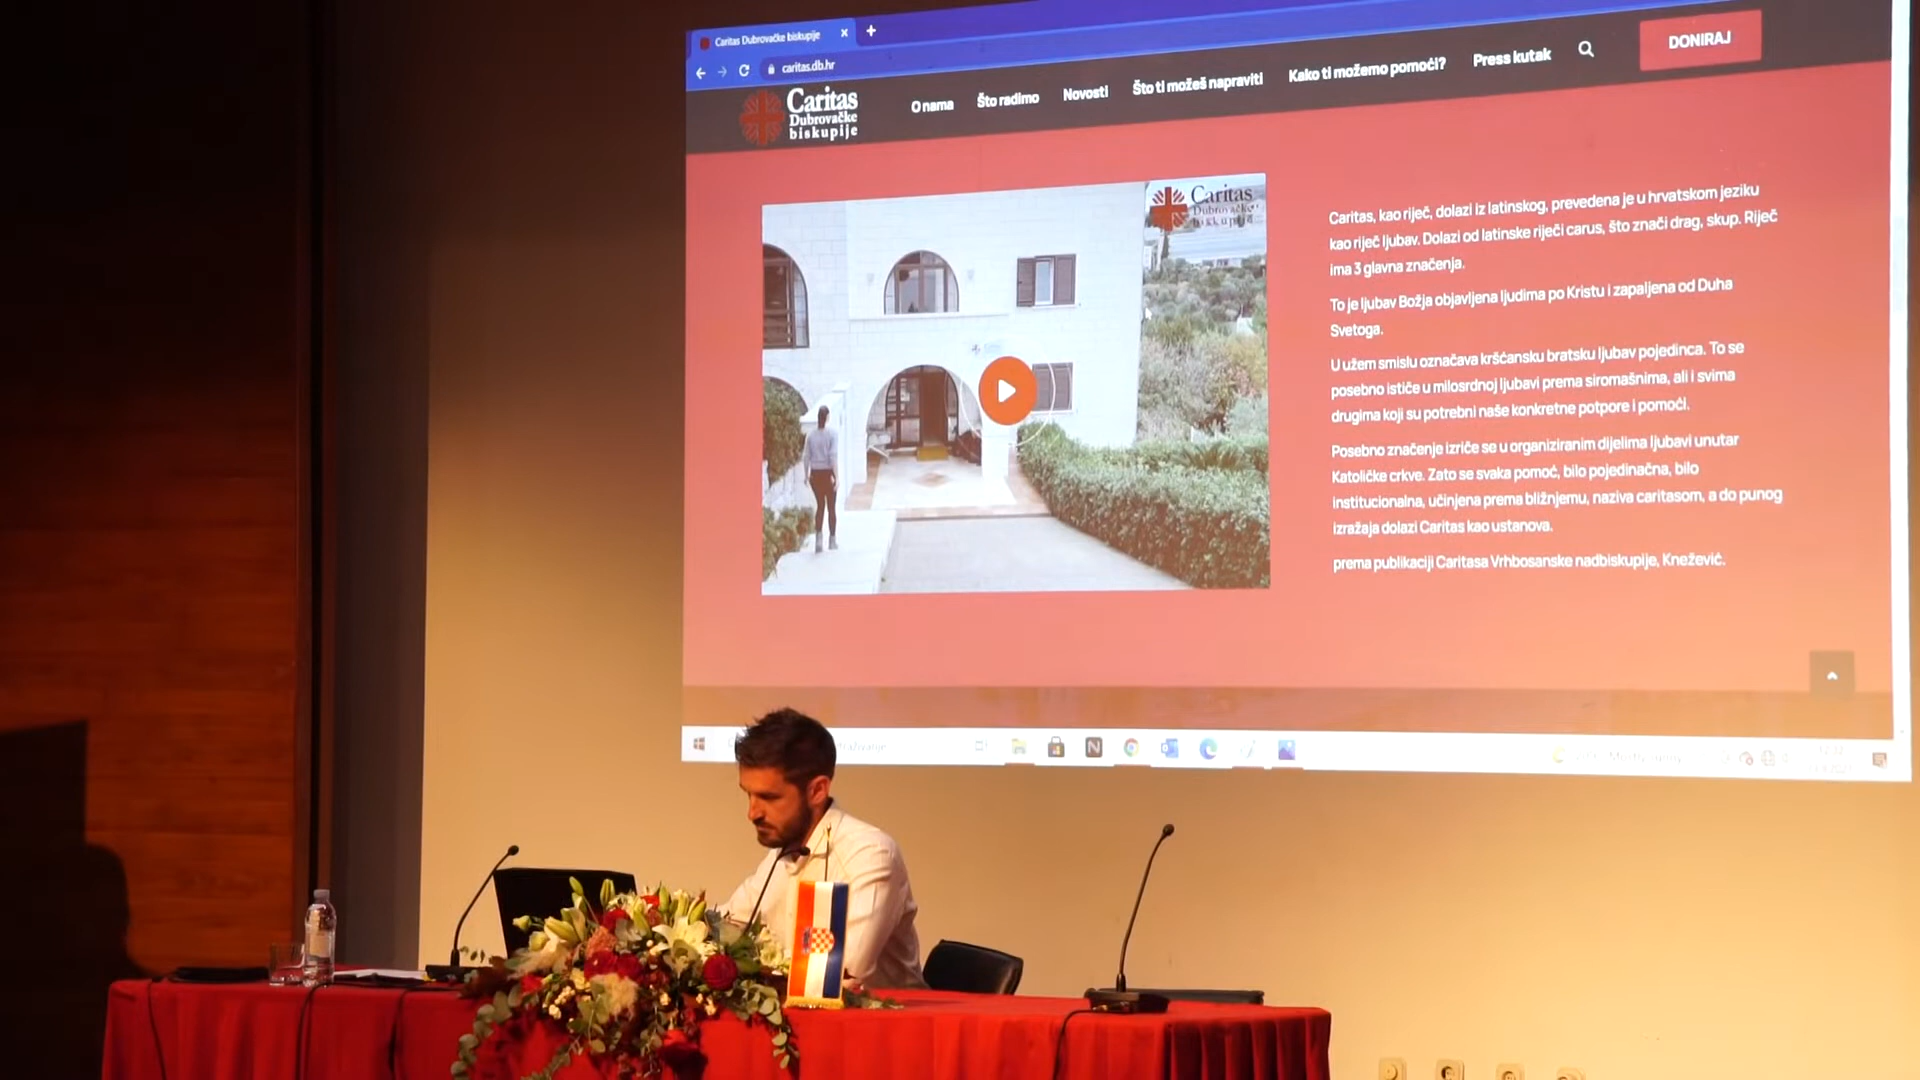 Caritas Dubrovačke biskupije
caritas.db.hr
Caritas
Dubrovačke
biskupije
O nama
Što radimo
Novosti
Što ti možeš napraviti
Kako ti možemo pomoći?
Press kutak
DONIRAJ
Caritas
Dubrovačke
biskupije
Caritas, kao riječ, dolazi iz latinskog, prevedena je u hrvatskom jeziku
kao riječ ljubav. Dolazi od latinske riječi carus, što znači drag, skup. Riječ
ima 3 glavna značenja.
To je ljubav Božja objavljena ljudima po Kristu i zapaljena od Duha
Svetoga.
U užem smislu označava kršćansku bratsku ljubav pojedinca. To se
posebno ističe u milosrdnoj ljubavi prema siromašnima, ali i svima
drugima koji su potrebni naše konkretne potpore i pomoći.
Posebno značenje izriče se u organiziranim dijelima ljubavi unutar
Katoličke crkve. Zato se svaka pomoć, bilo pojedinačna, bilo
institucionalna, učinjena prema bližnjemu, naziva caritasom, a do punog
izražaja dolazi Caritas kao ustanova.
prema publikaciji Caritasa Vrhbosanske nadbiskupije, Knežević.